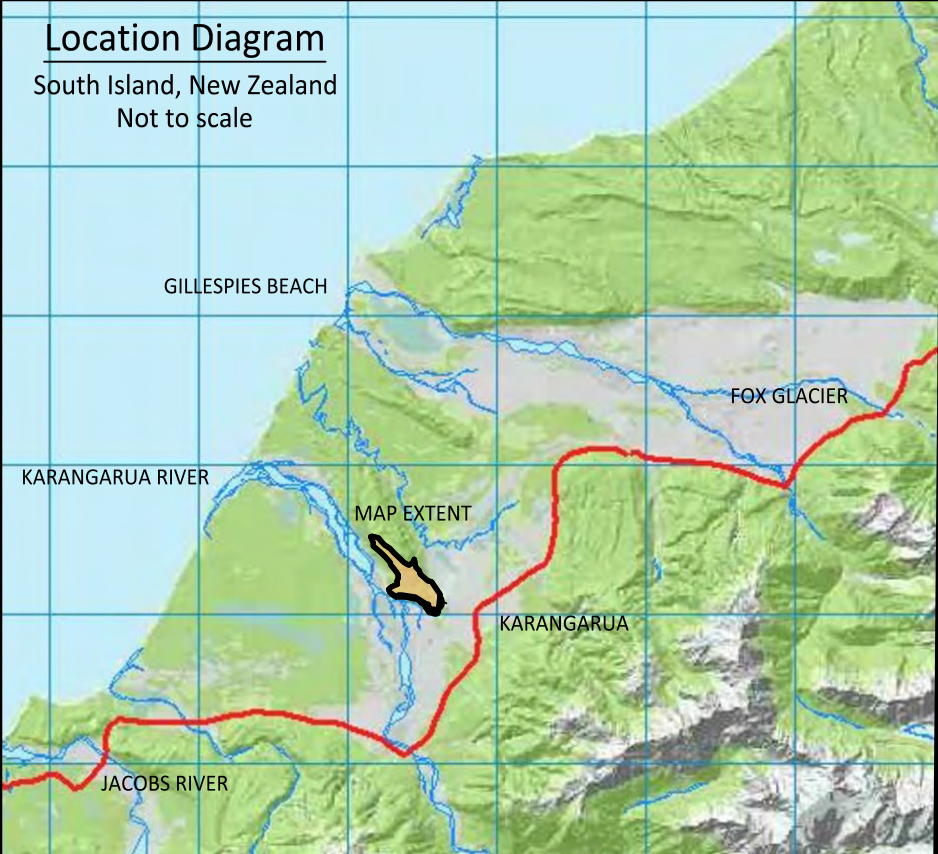 Location Diagram
South Island, New Zealand
Not to scale
GILLESPIES BEACH
FOX GLACIER
KARANGARUA RIVER
MAP EXTENT
KARANGARUA
JACOBS RIVER